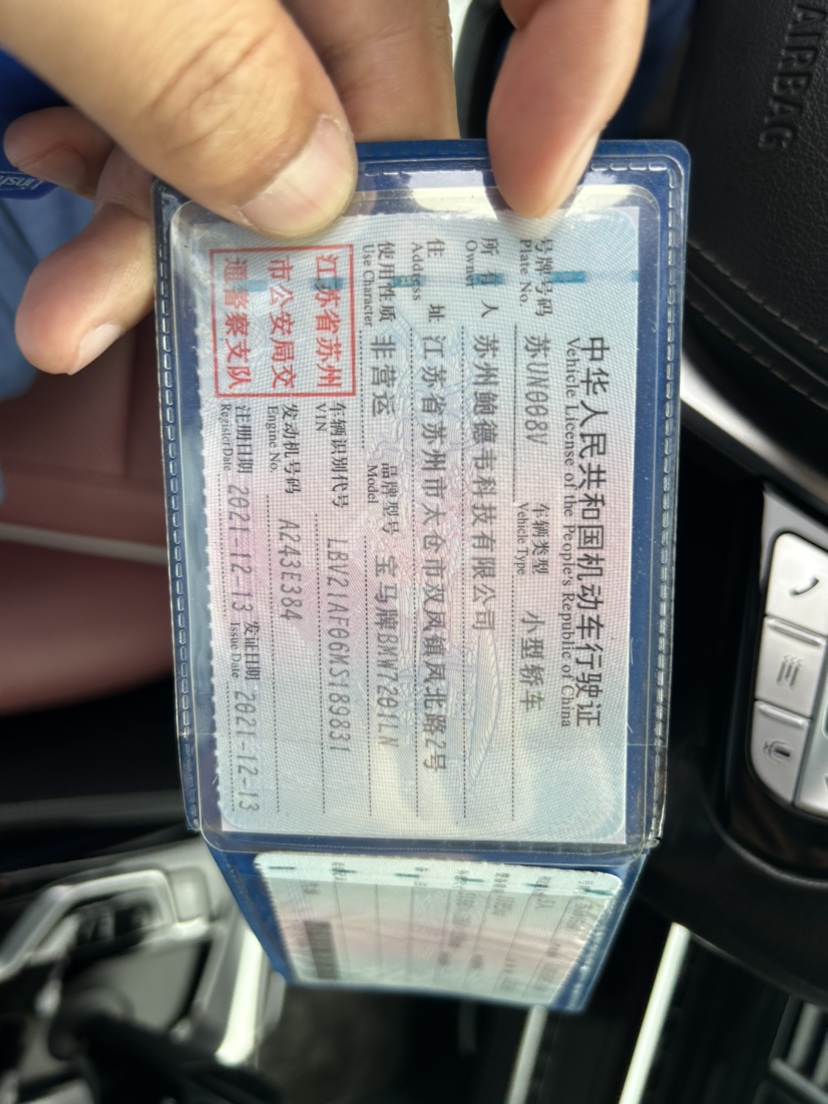 中华人民共和国机动车行驶证
Vehicle License of the People's Republic of China
号牌号码 苏UN008V 车辆类型 小型轿车
Plate No. Vehicle Type
所有人 苏州鲍德韦科技有限公司
Owner
住址 江苏省苏州市太仓市双凤镇凤北路2号
Address
使用性质 非营运 品牌型号 宝马牌BMW7201LN
Use Character Model
江苏省苏州
市公安局交
通警察支队
车辆识别代号 LBV21AF06MS189831
VIN
发动机号码 A243E384
Engine No.
注册日期 2021-12-13 发证日期 2021-12-13
Register Date Issue Date
AIRBAG